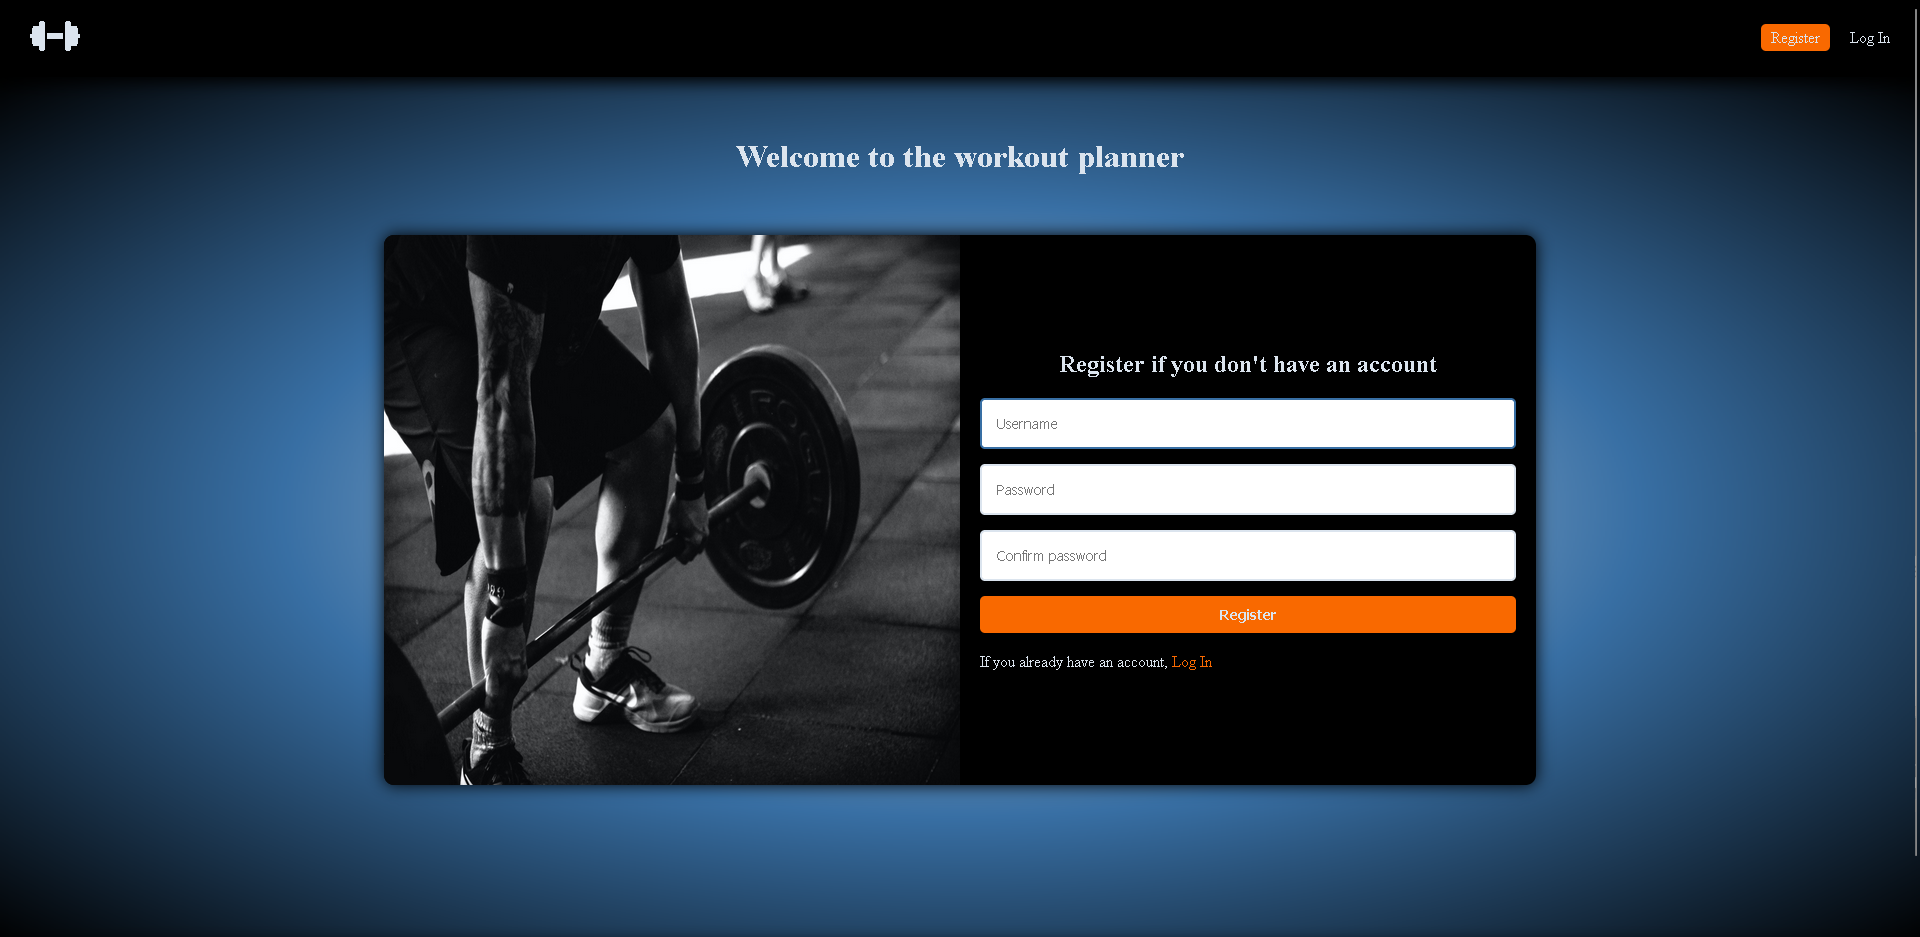 Register
Log In
Welcome to the workout planner
Register if you don't have an account
Username
Password
Confirm password
Register
If you already have an account, Log In